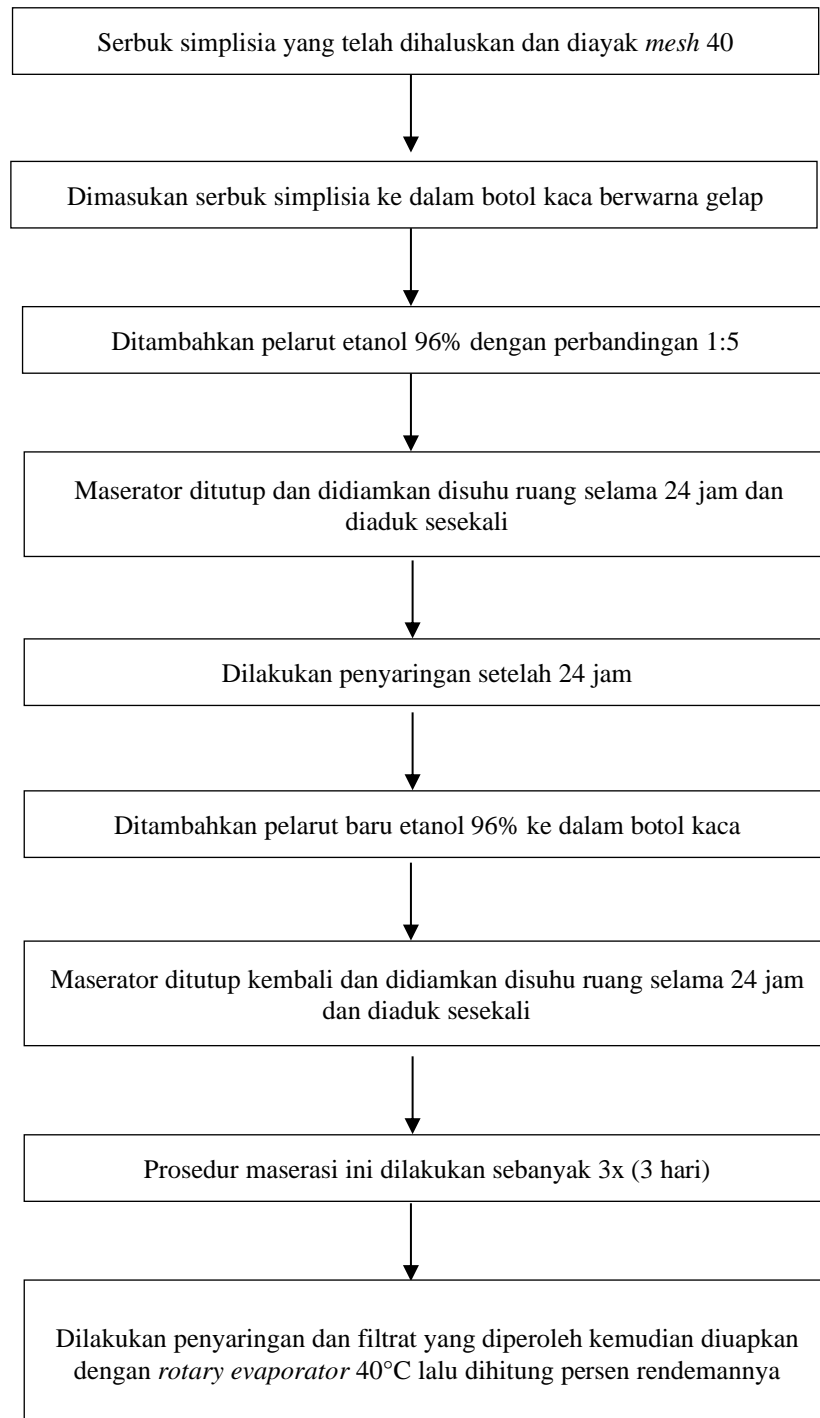 Serbuk simplisia yang telah dihaluskan dan diayak mesh 40
Dimasukan serbuk simplisia ke dalam botol kaca berwarna gelap
Ditambahkan pelarut etanol 96% dengan perbandingan 1:5
Maserator ditutup dan didiamkan disuhu ruang selama 24 jam dan
diaduk sesekali
Dilakukan penyaringan setelah 24 jam
Ditambahkan pelarut baru etanol 96% ke dalam botol kaca
Maserator ditutup kembali dan didiamkan disuhu ruang selama 24 jam
dan diaduk sesekali
Prosedur maserasi ini dilakukan sebanyak 3x (3 hari)
Dilakukan penyaringan dan filtrat yang diperoleh kemudian diuapkan
dengan rotary evaporator 40°C lalu dihitung persen rendemannya